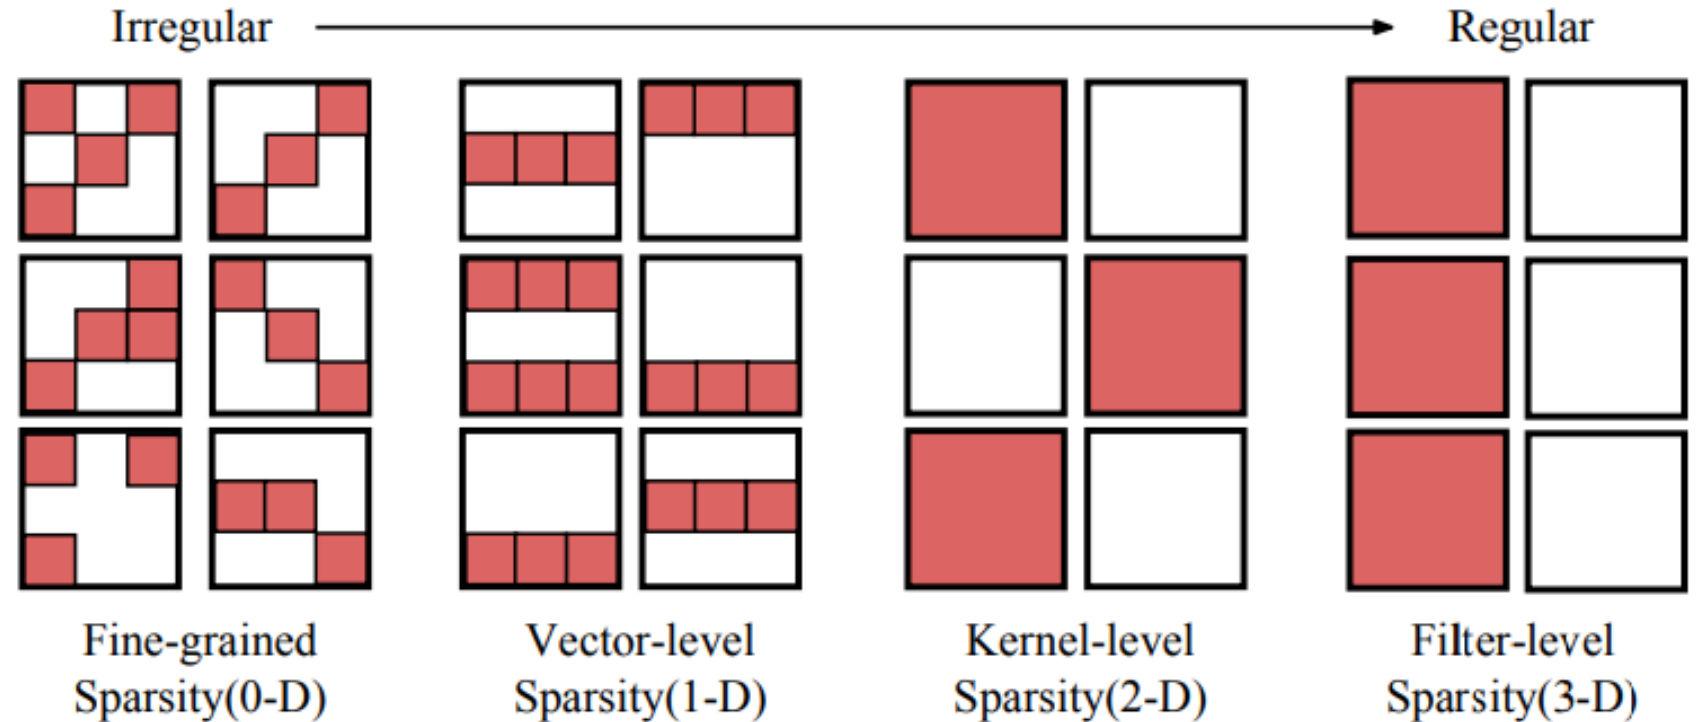 Irregular
Regular
Fine-grained
Sparsity(0-D)
Vector-level
Sparsity(1-D)
Kernel-level
Sparsity(2-D)
Filter-level
Sparsity(3-D)